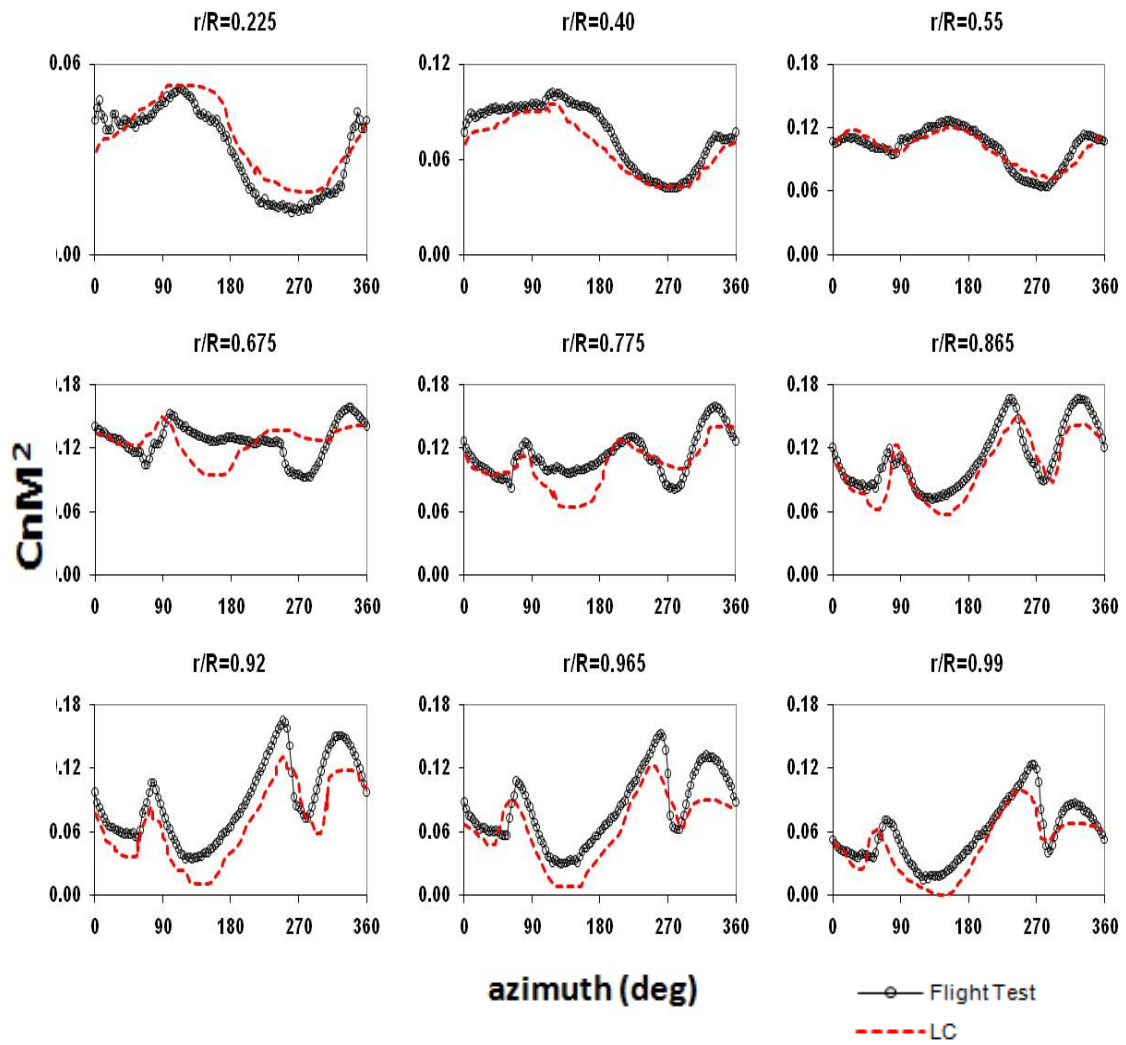 r/R=0.225 r/R=0.40 r/R=0.55
0.06 0.12 0.18
0.06 0.12
0.06
.00 0.00 0.00
0 90 180 270 360 0 90 180 270 360 0 90 180 270 360
r/R=0.675 r/R=0.775 r/R=0.865
0.18 0.18 0.18
0.12 0.12 0.12
0.06 0.06 0.06
0.00 0.00 0.00
0 90 180 270 360 0 90 180 270 360 0 90 180 270 360
CnM²
r/R=0.92 r/R=0.965 r/R=0.99
0.18 0.18 0.18
0.12 0.12 0.12
0.06 0.06 0.06
0.00 0.00 0.00
0 90 180 270 360 0 90 180 270 360 0 90 180 270 360
azimuth (deg)
Flight Test
LC